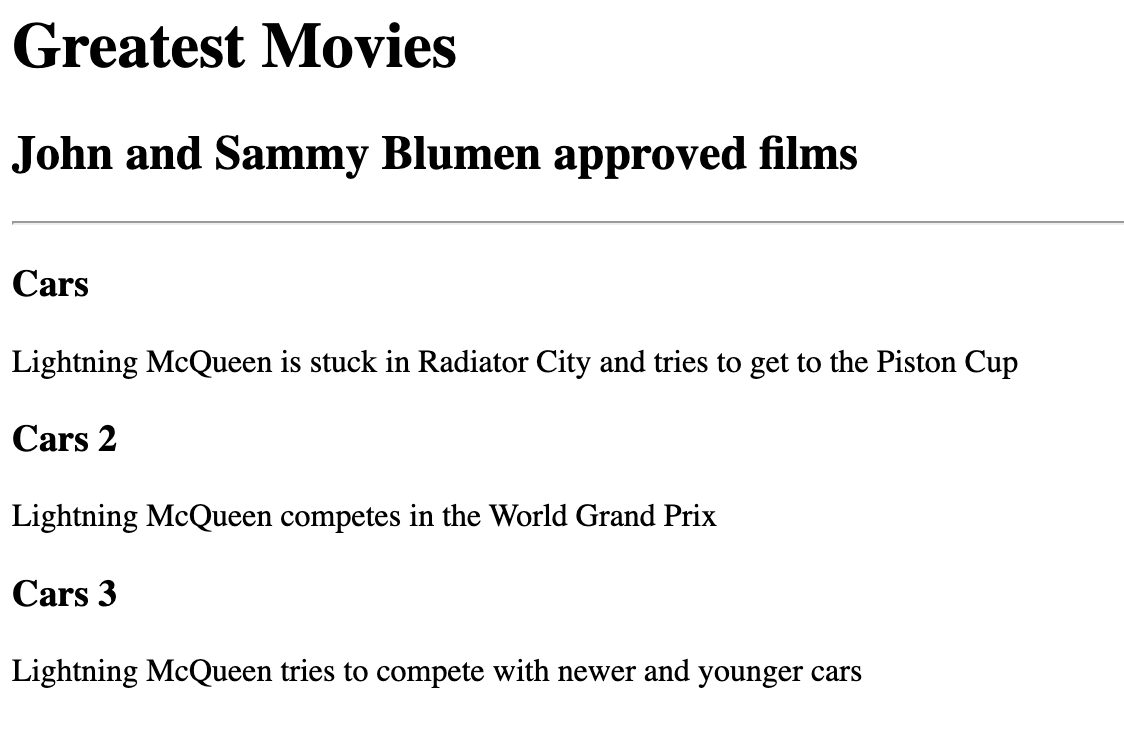 Greatest Movies
John and Sammy Blumen approved films
Cars
Lightning McQueen is stuck in Radiator City and tries to get to the Piston Cup
Cars 2
Lightning McQueen competes in the World Grand Prix
Cars 3
Lightning McQueen tries to compete with newer and younger cars